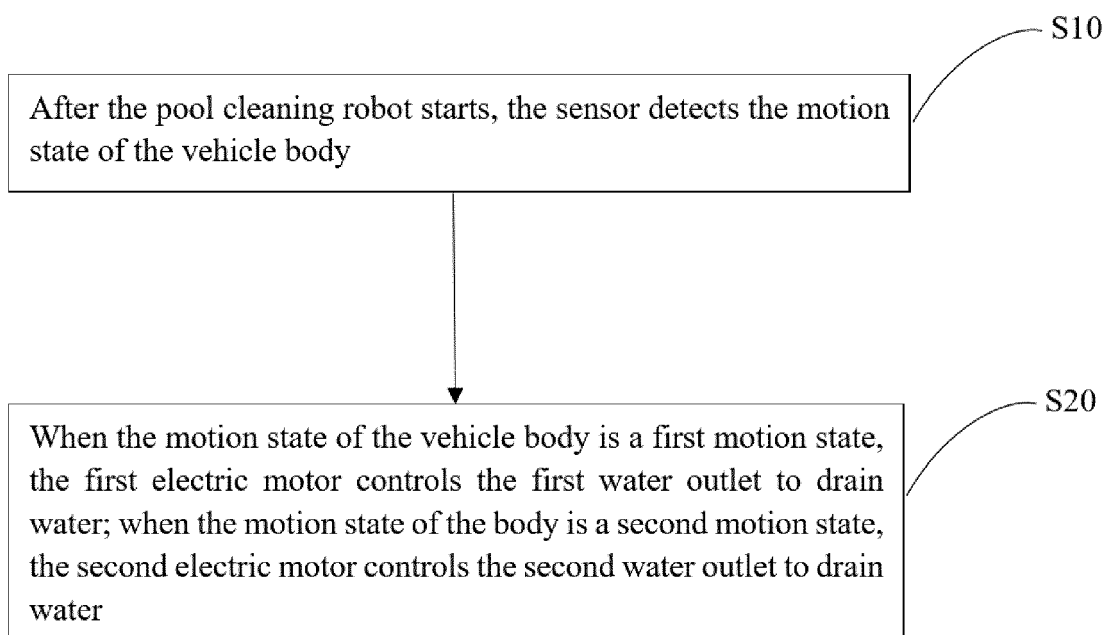 S10
After the pool cleaning robot starts, the sensor detects the motion
state of the vehicle body
S20
When the motion state of the vehicle body is a first motion state,
the first electric motor controls the first water outlet to drain
water; when the motion state of the body is a second motion state,
the second electric motor controls the second water outlet to drain
water